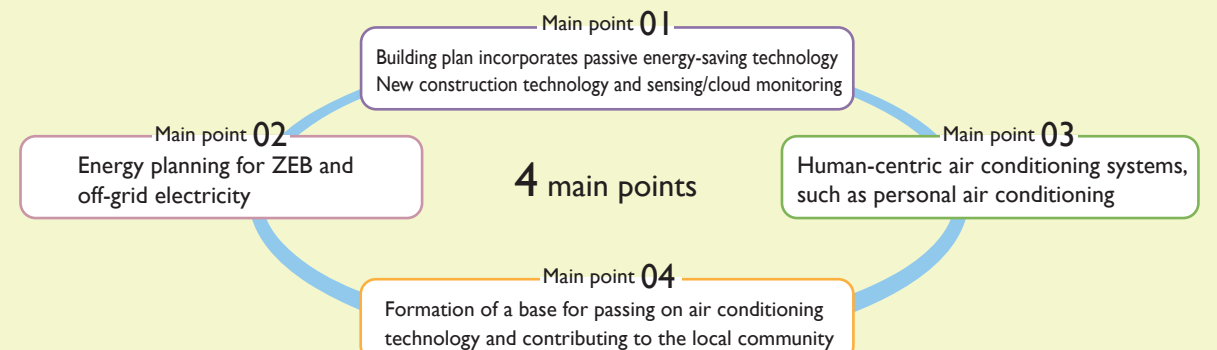 Main point 01
Building plan incorporates passive energy-saving technology
New construction technology and sensing/cloud monitoring
Main point 02
Energy planning for ZEB and
off-grid electricity
4 main points
Main point 03
Human-centric air conditioning systems,
such as personal air conditioning
Main point 04
Formation of a base for passing on air conditioning
technology and contributing to the local community